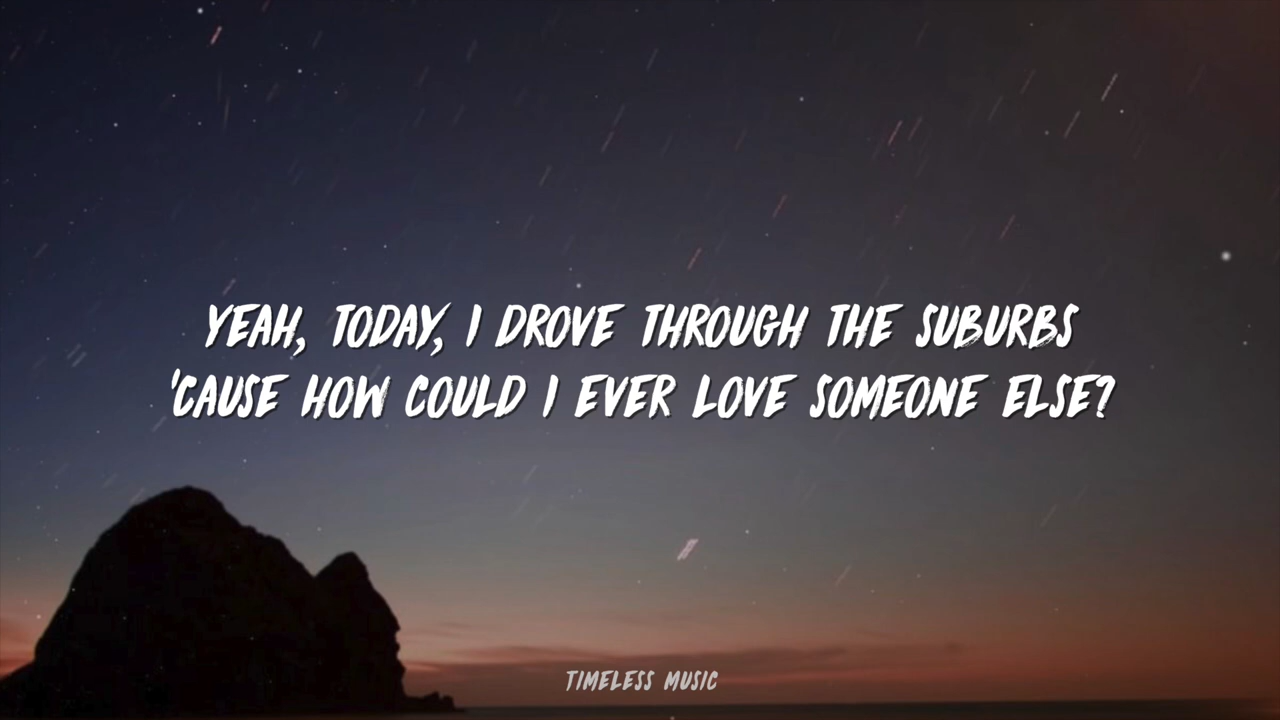 YEAH, TODAY, I DROVE THROUGH THE SUBURBS
'CAUSE HOW COULD I EVER LOVE SOMEONE ELSE?
TIMELESS MUSIC